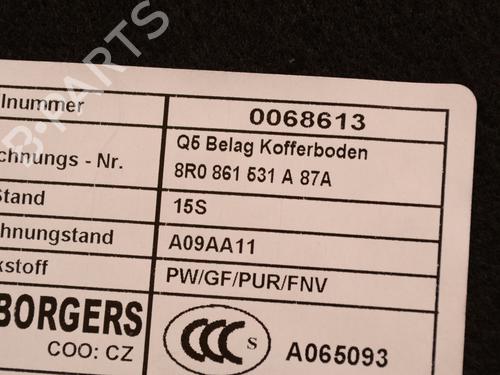 lnummer 0068613
chnungs - Nr. Q5 Belag Kofferboden
8R0 861 531 A 87A
Stand 15S
hnungstand A09AA11
kstoff PW/GF/PUR/FNV
BORGERS
COO: CZ
CCC S A065093
B-PARTS